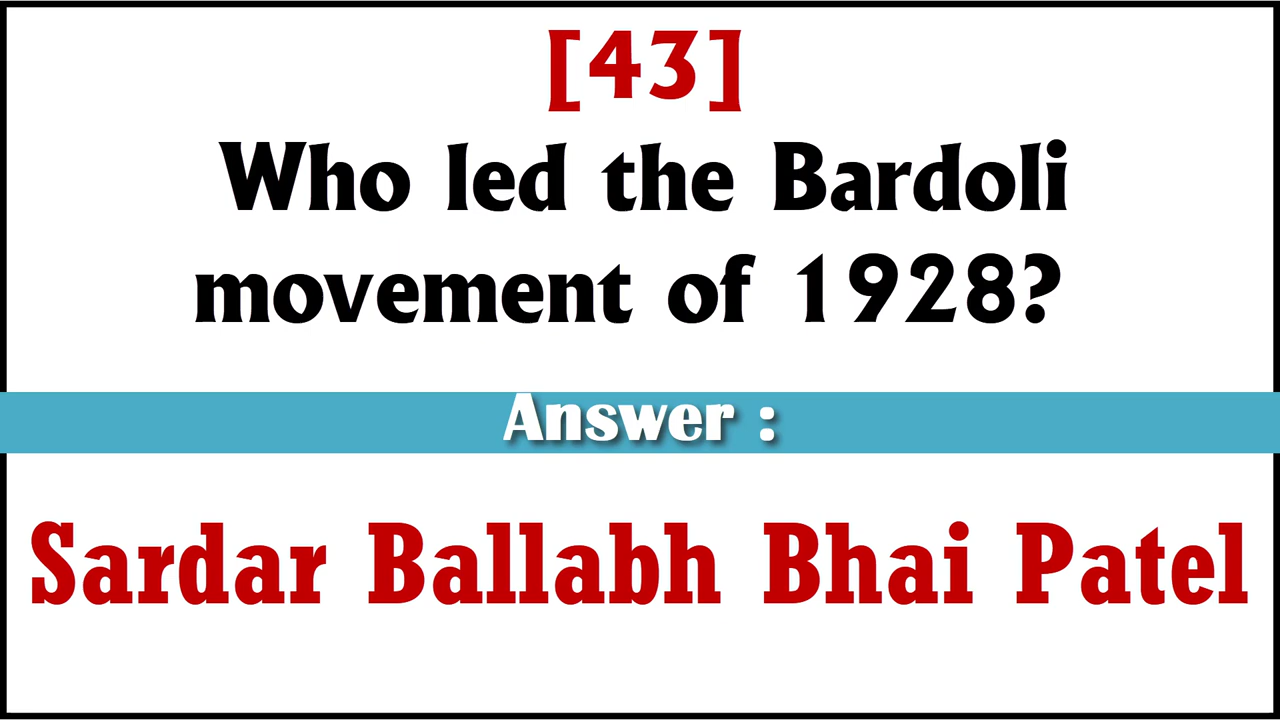 [43]
Who led the Bardoli
movement of 1928?
Answer :
Sardar Ballabh Bhai Patel